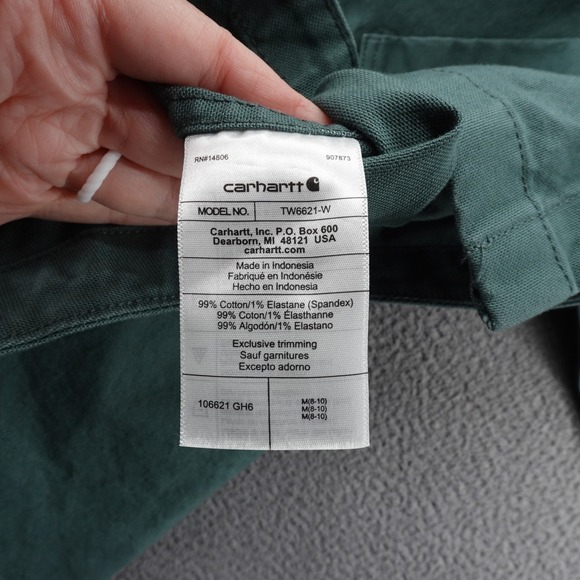 RN#14806 907873
carhartt
MODEL NO. TW6621-W
Carhartt, Inc. P.O. Box 600
Dearborn, MI 48121 USA
carhartt.com
Made in Indonesia
Fabriqué en Indonésie
Hecho en Indonesia
99% Cotton/1% Elastane (Spandex)
99% Coton/1% Élasthanne
99% Algodón/1% Elastano
Exclusive trimming
Sauf garnitures
Excepto adorno
106621 GH6
M(8-10)
M(8-10)
M(8-10)